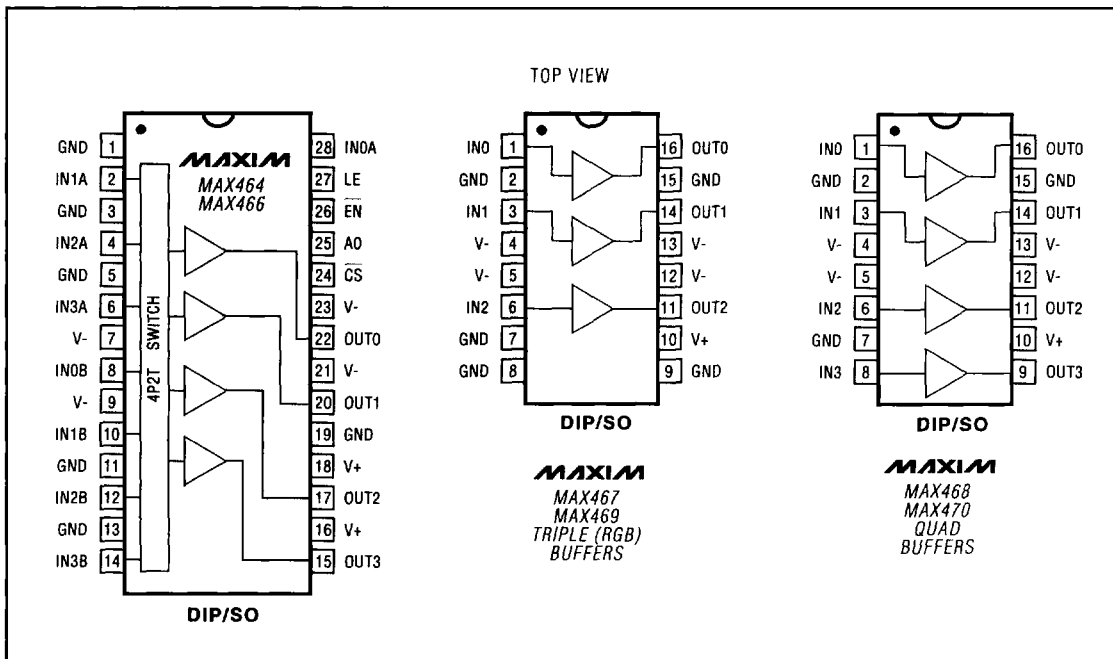 TOP VIEW
GND 1
IN1A 2
GND 3
IN2A 4
GND 5
IN3A 6
V- 7
IN0B 8
V- 9
IN1B 10
GND 11
IN2B 12
GND 13
IN3B 14
MAXIM
MAX464
MAX466
4P2T SWITCH
28 IN0A
27 LE
26 E̅N̅
25 A0
24 C̅S̅
23 V-
22 OUT0
21 V-
20 OUT1
19 GND
18 V+
17 OUT2
16 V+
15 OUT3
DIP/SO
IN0 1
GND 2
IN1 3
V- 4
V- 5
IN2 6
GND 7
GND 8
16 OUT0
15 GND
14 OUT1
13 V-
12 V-
11 OUT2
10 V+
9 GND
DIP/SO
MAXIM
MAX467
MAX469
TRIPLE (RGB)
BUFFERS
IN0 1
GND 2
IN1 3
V- 4
V- 5
IN2 6
GND 7
IN3 8
16 OUT0
15 GND
14 OUT1
13 V-
12 V-
11 OUT2
10 V+
9 OUT3
DIP/SO
MAXIM
MAX468
MAX470
QUAD
BUFFERS